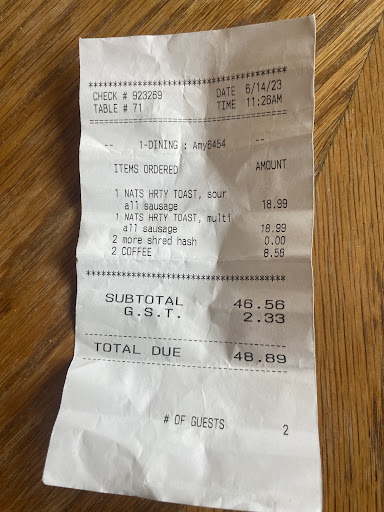 ****************************************
CHECK # 923269 DATE 6/14/23
TABLE # 71 TIME 11:26AM
========================================
-- 1-DINING : Amy6454 --
ITEMS ORDERED AMOUNT
1 NATS HRTY TOAST, sour
all sausage 18.99
1 NATS HRTY TOAST, multi
all sausage 18.99
2 more shred hash 0.00
2 COFFEE 8.58
****************************************
SUBTOTAL 46.56
G.S.T. 2.33
----------------------------------------
TOTAL DUE 48.89
----------------------------------------
# OF GUESTS 2